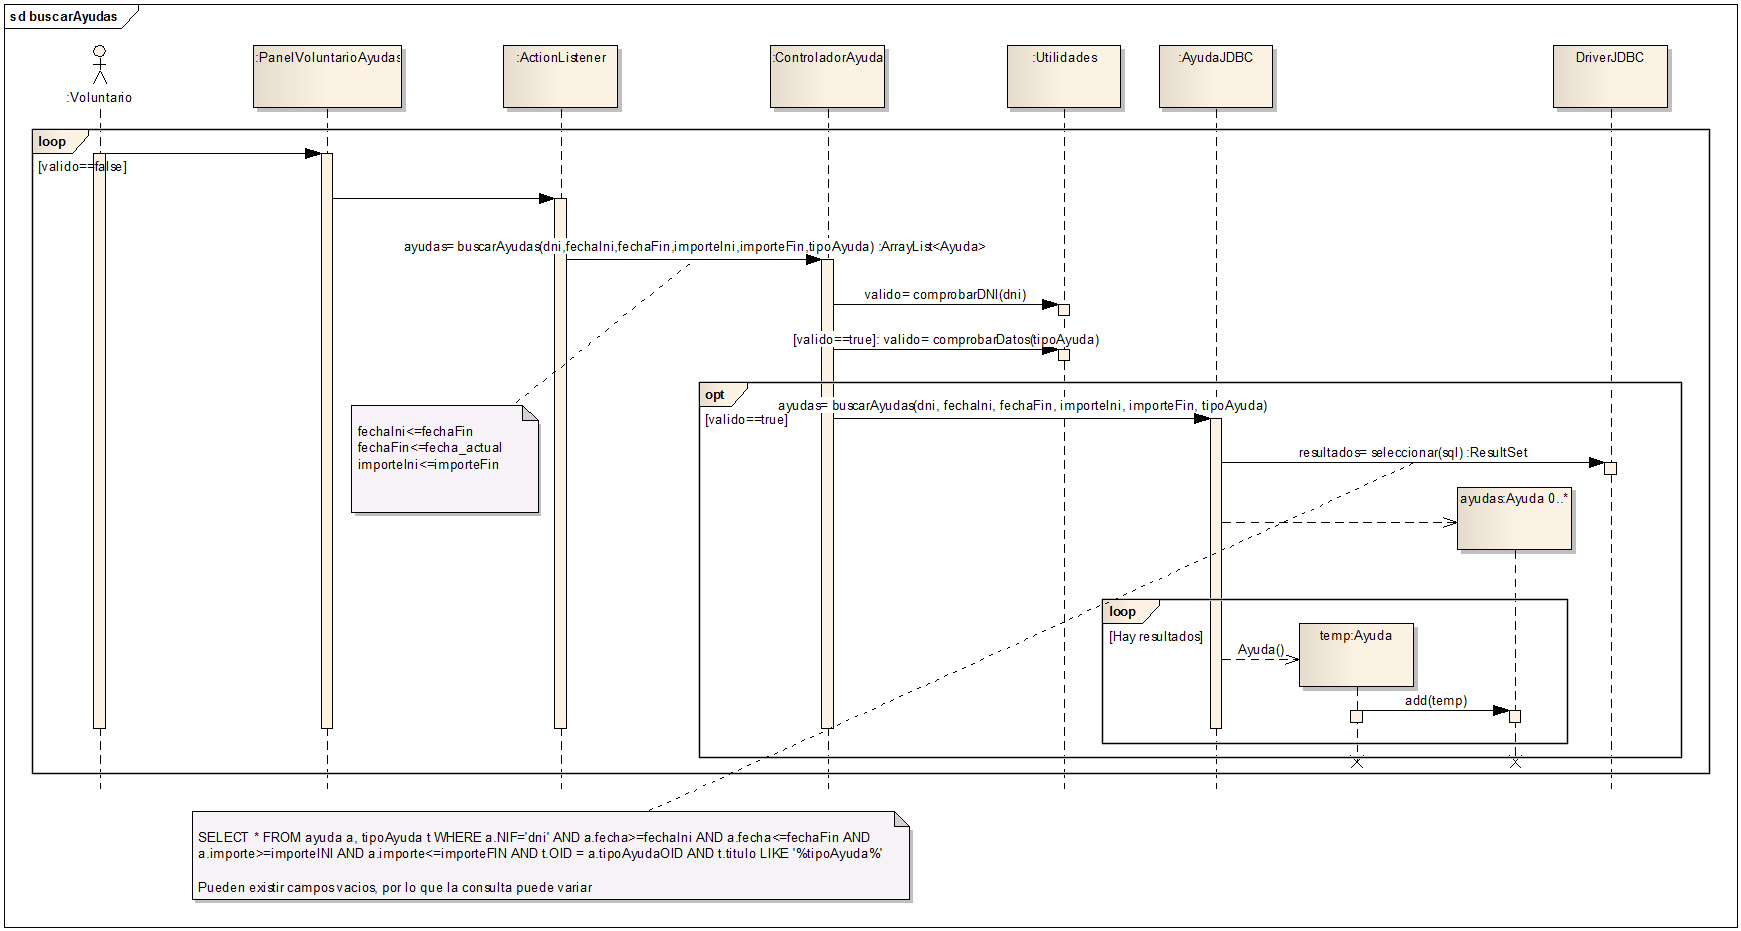 sd buscarAyudas
:Voluntario
:PanelVoluntarioAyudas
:ActionListener
:ControladorAyuda
:Utilidades
:AyudaJDBC
DriverJDBC
loop
[valido==false]
ayudas= buscarAyudas(dni,fechaIni,fechaFin,importeIni,importeFin,tipoAyuda) :ArrayList<Ayuda>
valido= comprobarDNI(dni)
[valido==true]: valido= comprobarDatos(tipoAyuda)
opt
[valido==true]
ayudas= buscarAyudas(dni, fechaIni, fechaFin, importeIni, importeFin, tipoAyuda)
fechaIni<=fechaFin
fechaFin<=fecha_actual
importeIni<=importeFin
resultados= seleccionar(sql) :ResultSet
ayudas:Ayuda 0..*
loop
[Hay resultados]
temp:Ayuda
Ayuda()
add(temp)
SELECT * FROM ayuda a, tipoAyuda t WHERE a.NIF='dni' AND a.fecha>=fechaIni AND a.fecha<=fechaFin AND
a.importe>=importeINI AND a.importe<=importeFIN AND t.OID = a.tipoAyudaOID AND t.titulo LIKE '%tipoAyuda%'
Pueden existir campos vacios, por lo que la consulta puede variar